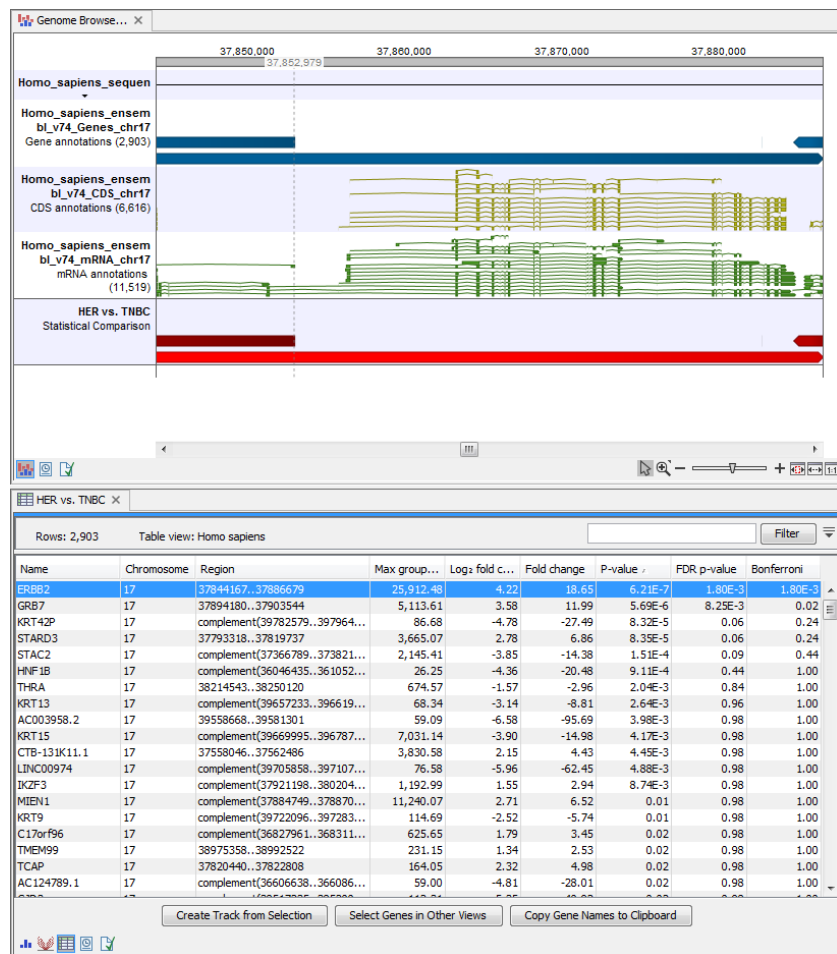 Genome Browse...
37,850,000 37,860,000 37,870,000 37,880,000
37,852,979
Homo_sapiens_sequen
Homo_sapiens_ensem
bl_v74_Genes_chr17
Gene annotations (2,903)
Homo_sapiens_ensem
bl_v74_CDS_chr17
CDS annotations (6,616)
Homo_sapiens_ensem
bl_v74_mRNA_chr17
mRNA annotations
(11,519)
HER vs. TNBC
Statistical Comparison
1:1
HER vs. TNBC
Rows: 2,903 Table view: Homo sapiens Filter
Name Chromosome Region Max group... Log₂ fold c... Fold change P-value FDR p-value Bonferroni
ERBB2 17 37844167..37886679 25,912.48 4.22 18.65 6.21E-7 1.80E-3 1.80E-3
GRB7 17 37894180..37903544 5,113.61 3.58 11.99 5.69E-6 8.25E-3 0.02
KRT42P 17 complement(39782579..397964... 86.68 -4.78 -27.49 8.32E-5 0.06 0.24
STARD3 17 37793318..37819737 3,665.07 2.78 6.86 8.35E-5 0.06 0.24
STAC2 17 complement(37366789..373821... 2,145.41 -3.85 -14.38 1.51E-4 0.09 0.44
HNF1B 17 complement(36046435..361052... 26.25 -4.36 -20.48 9.11E-4 0.44 1.00
THRA 17 38214543..38250120 674.57 -1.57 -2.96 2.04E-3 0.84 1.00
KRT13 17 complement(39657233..396619... 68.34 -3.14 -8.81 2.64E-3 0.96 1.00
AC003958.2 17 39558668..39581301 59.09 -6.58 -95.69 3.98E-3 0.98 1.00
KRT15 17 complement(39669995..396787... 7,031.14 -3.90 -14.98 4.17E-3 0.98 1.00
CTB-131K11.1 17 37558046..37562486 3,830.58 2.15 4.43 4.45E-3 0.98 1.00
LINC00974 17 complement(39705858..397107... 76.58 -5.96 -62.45 4.88E-3 0.98 1.00
IKZF3 17 complement(37921198..380204... 1,192.99 1.55 2.94 8.74E-3 0.98 1.00
MIEN1 17 complement(37884749..378870... 11,240.07 2.71 6.52 0.01 0.98 1.00
KRT9 17 complement(39722096..397283... 114.69 -2.52 -5.74 0.01 0.98 1.00
C17orf96 17 complement(36827961..368311... 625.65 1.79 3.45 0.02 0.98 1.00
TMEM99 17 38975358..38992522 231.15 1.34 2.53 0.02 0.98 1.00
TCAP 17 37820440..37822808 164.05 2.32 4.98 0.02 0.98 1.00
AC124789.1 17 complement(36606638..366086... 59.00 -4.81 -28.01 0.02 0.98 1.00
Create Track from Selection Select Genes in Other Views Copy Gene Names to Clipboard